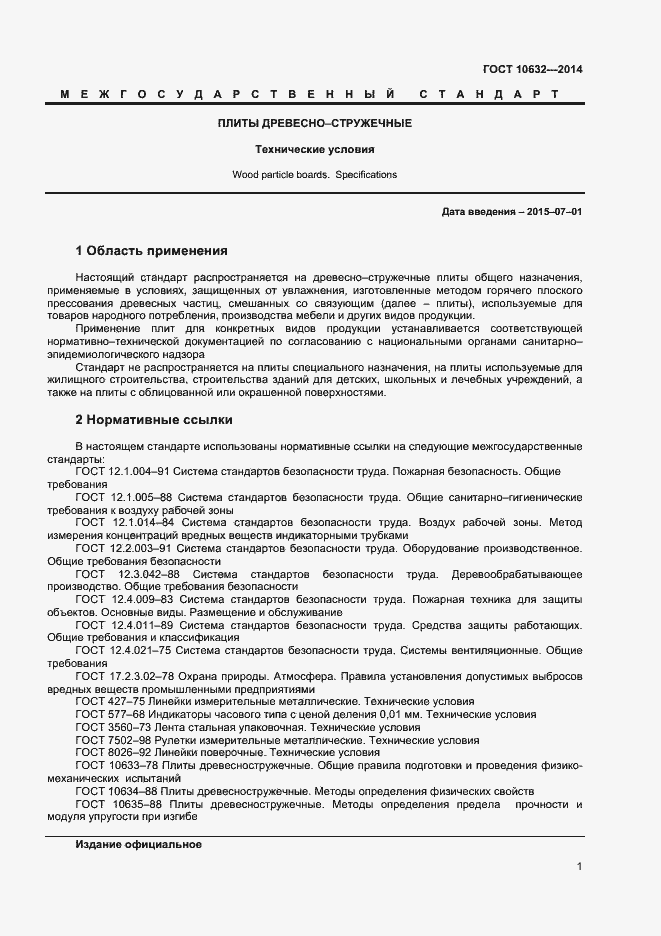 ГОСТ 10632—2014
МЕЖГОСУДАРСТВЕННЫЙ СТАНДАРТ
ПЛИТЫ ДРЕВЕСНО–СТРУЖЕЧНЫЕ
Технические условия
Wood particle boards. Specifications
Дата введения – 2015–07–01
1 Область применения
Настоящий стандарт распространяется на древесно–стружечные плиты общего назначения,
применяемые в условиях, защищенных от увлажнения, изготовленные методом горячего плоского
прессования древесных частиц, смешанных со связующим (далее – плиты), используемые для
товаров народного потребления, производства мебели и других видов продукции.
Применение плит для конкретных видов продукции устанавливается соответствующей
нормативно–технической документацией по согласованию с национальными органами санитарно–
эпидемиологического надзора
Стандарт не распространяется на плиты специального назначения, на плиты используемые для
жилищного строительства, строительства зданий для детских, школьных и лечебных учреждений, а
также на плиты с облицованной или окрашенной поверхностями.
2 Нормативные ссылки
В настоящем стандарте использованы нормативные ссылки на следующие межгосударственные
стандарты:
ГОСТ 12.1.004–91 Система стандартов безопасности труда. Пожарная безопасность. Общие
требования
ГОСТ 12.1.005–88 Система стандартов безопасности труда. Общие санитарно–гигиенические
требования к воздуху рабочей зоны
ГОСТ 12.1.014–84 Система стандартов безопасности труда. Воздух рабочей зоны. Метод
измерения концентраций вредных веществ индикаторными трубками
ГОСТ 12.2.003–91 Система стандартов безопасности труда. Оборудование производственное.
Общие требования безопасности
ГОСТ 12.3.042–88 Система стандартов безопасности труда. Деревообрабатывающее
производство. Общие требования безопасности
ГОСТ 12.4.009–83 Система стандартов безопасности труда. Пожарная техника для защиты
объектов. Основные виды. Размещение и обслуживание
ГОСТ 12.4.011–89 Система стандартов безопасности труда. Средства защиты работающих.
Общие требования и классификация
ГОСТ 12.4.021–75 Система стандартов безопасности труда. Системы вентиляционные. Общие
требования
ГОСТ 17.2.3.02–78 Охрана природы. Атмосфера. Правила установления допустимых выбросов
вредных веществ промышленными предприятиями
ГОСТ 427–75 Линейки измерительные металлические. Технические условия
ГОСТ 577–68 Индикаторы часового типа с ценой деления 0,01 мм. Технические условия
ГОСТ 3560–73 Лента стальная упаковочная. Технические условия
ГОСТ 7502–98 Рулетки измерительные металлические. Технические условия
ГОСТ 8026–92 Линейки поверочные. Технические условия
ГОСТ 10633–78 Плиты древесностружечные. Общие правила подготовки и проведения физико-
механических испытаний
ГОСТ 10634–88 Плиты древесностружечные. Методы определения физических свойств
ГОСТ 10635–88 Плиты древесностружечные. Методы определения предела прочности и
модуля упругости при изгибе
Издание официальное
1